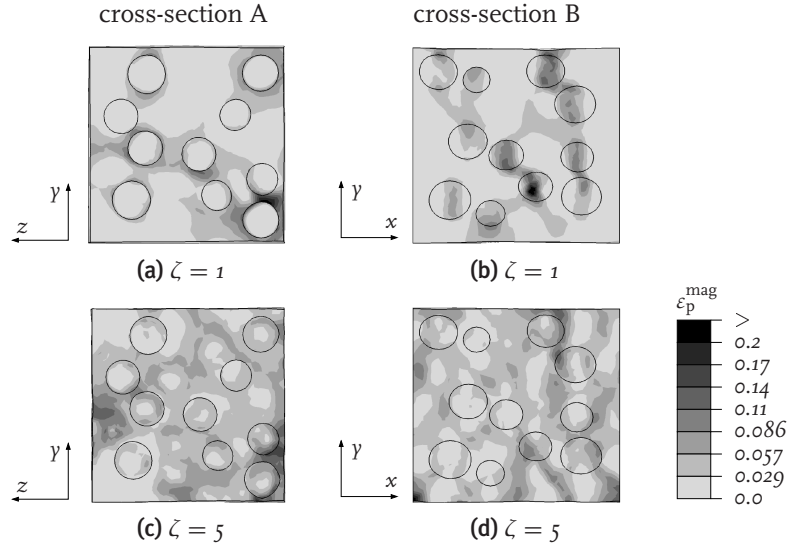 cross-section A
cross-section B
y
z
y
x
(a) ζ = 1
(b) ζ = 1
y
z
y
x
(c) ζ = 5
(d) ζ = 5
ε_p^mag
>
0.2
0.17
0.14
0.11
0.086
0.057
0.029
0.0